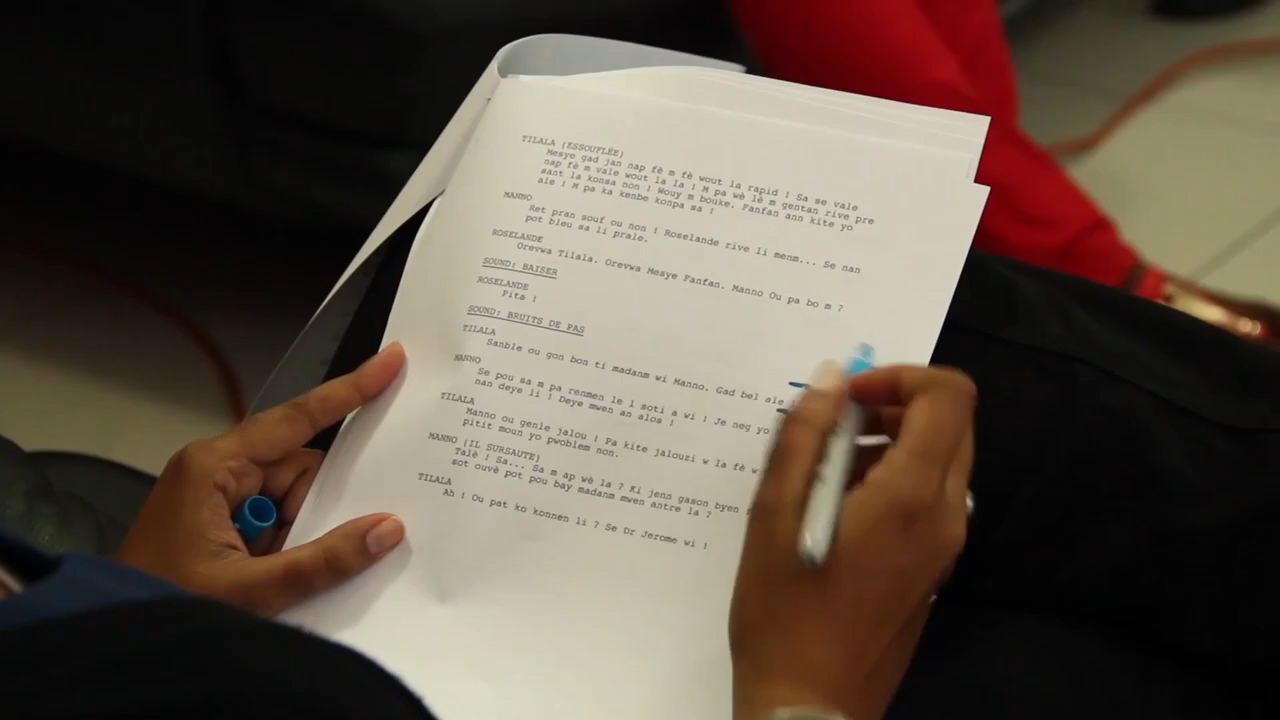 TILALA (ESSOUFLÉE)
Mesye gad jan nap fè m fè wout la rapid ! Sa se vale
nap fè m vale wout la la ! M pa wè lè m gentan rive pre
sant la konsa non ! Wouy m bouke. Fanfan ann kite yo
ale ! M pa ka kenbe konpa sa !
MANNO
Ret pran souf ou non ! Roselande rive li menm... Se nan
pot bleu sa li prale.
ROSELANDE
Orevwa Tilala. Orevwa Mesye Fanfan. Manno Ou pa bo m ?
SOUND: BAISER
ROSELANDE
Pita !
SOUND: BRUITS DE PAS
TILALA
Sanble ou gon bon ti madanm wi Manno. Gad bel ale
MANNO
Se pou sa m pa renmen le l soti a wi ! Je neg yo
nan deye li ! Deye mwen an alos !
TILALA
Manno ou genie jalou ! Pa kite jalouzi w la fè w
pitit moun yo pwoblem non.
MANNO (IL SURSAUTE)
Talè ! Sa... Sa m ap wè la ? Ki jenn gason byen
sot ouvè pot pou bay madanm mwen antre la ?
TILALA
Ah ! Ou pat ko konnen li ? Se Dr Jerome wi !